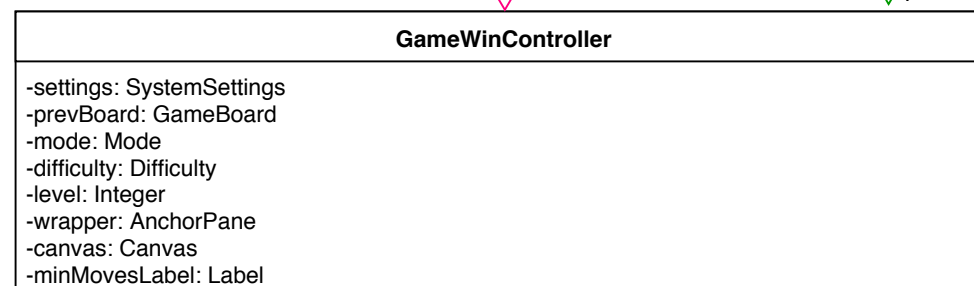 GameWinController
-settings: SystemSettings
-prevBoard: GameBoard
-mode: Mode
-difficulty: Difficulty
-level: Integer
-wrapper: AnchorPane
-canvas: Canvas
-minMovesLabel: Label